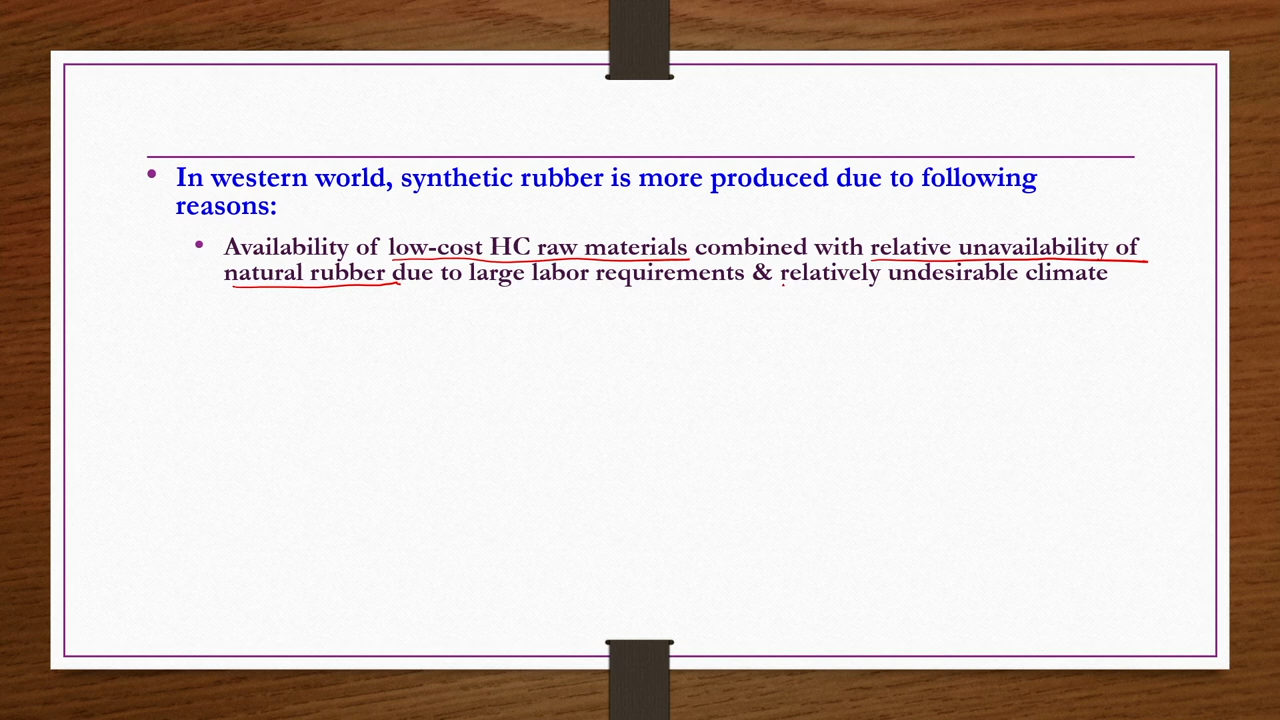 • In western world, synthetic rubber is more produced due to following
reasons:
• Availability of low-cost HC raw materials combined with relative unavailability of
natural rubber due to large labor requirements & relatively undesirable climate